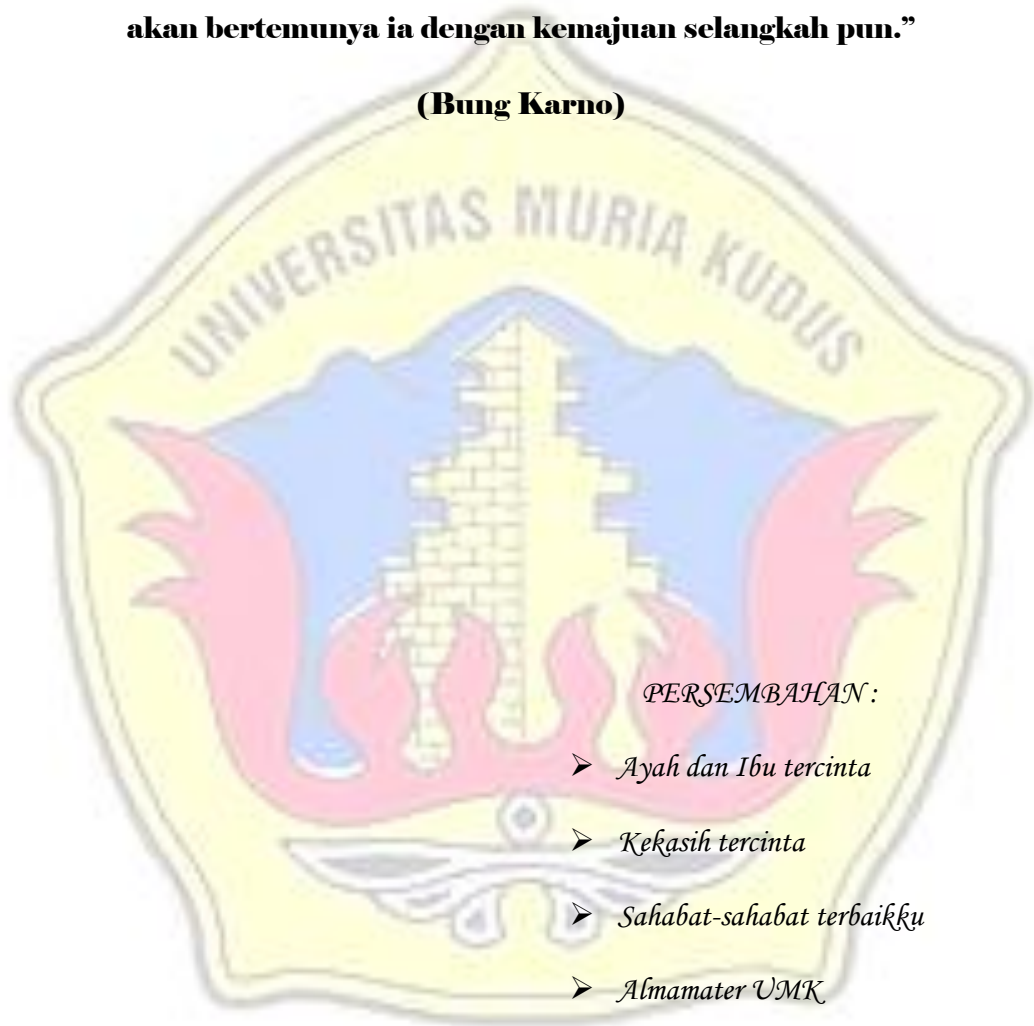 akan bertemunya ia dengan kemajuan selangkah pun.”
(Bung Karno)
UNIVERSITAS MURIA KUDUS
PERSEMBAHAN :
➢ Ayah dan Ibu tercinta
➢ Kekasih tercinta
➢ Sahabat-sahabat terbaikku
➢ Almamater UMK